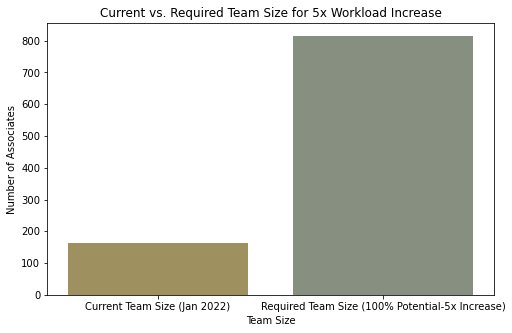 Current vs. Required Team Size for 5x Workload Increase
800
700
600
500
400
300
200
100
0
Number of Associates
Current Team Size (Jan 2022)
Required Team Size (100% Potential-5x Increase)
Team Size